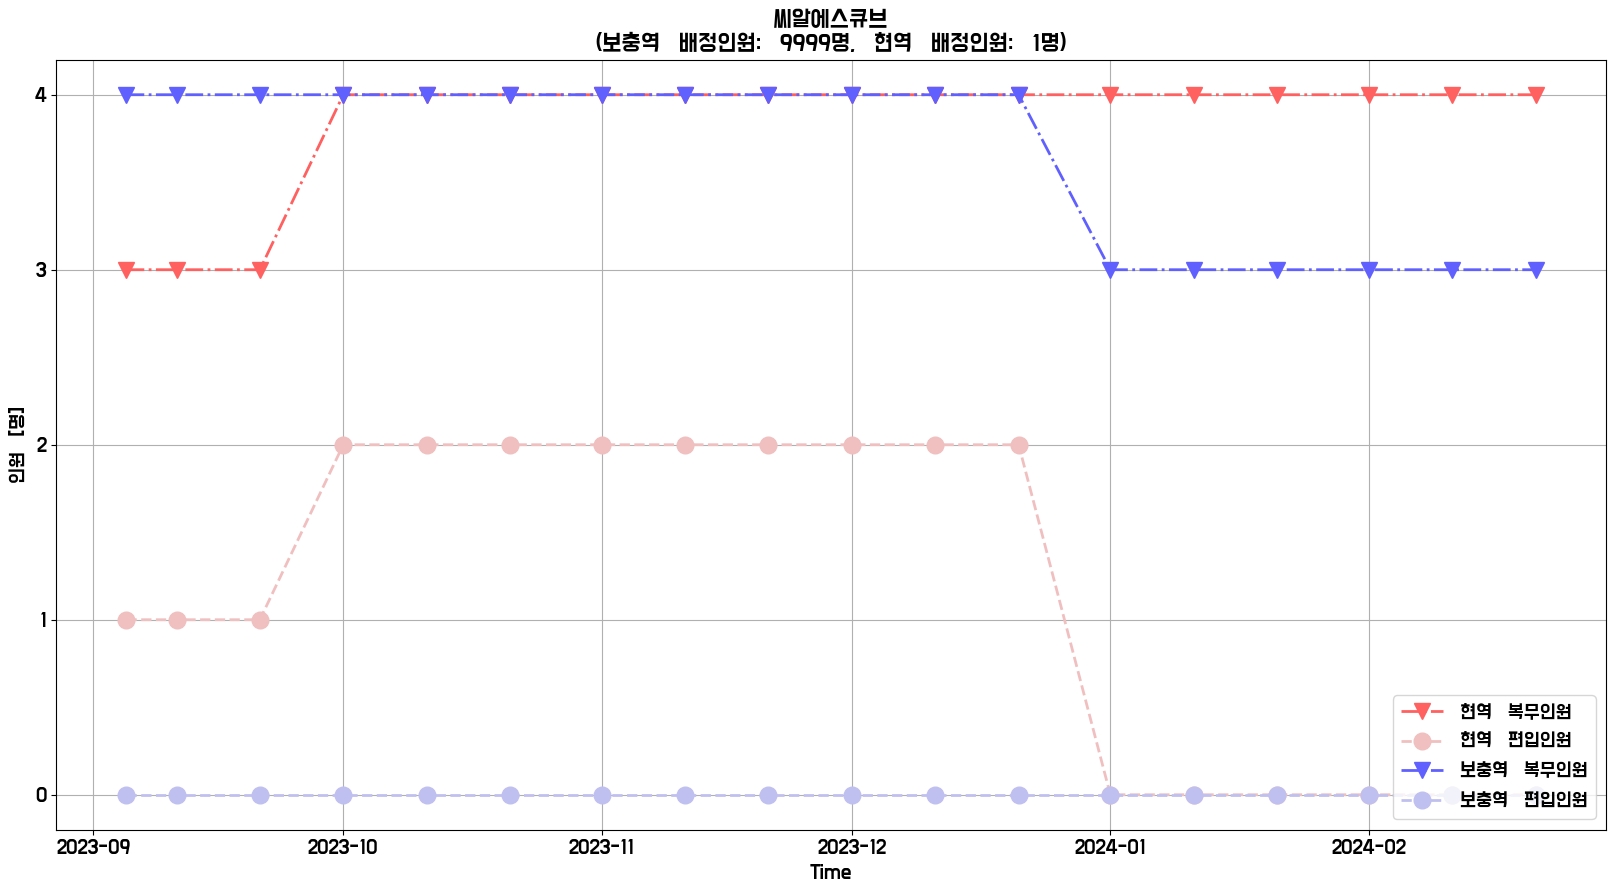 씨알에스큐브
(보충역 배정인원: 9999명, 현역 배정인원: 1명)
인원 [명]
4
3
2
1
0
현역 복무인원
현역 편입인원
보충역 복무인원
보충역 편입인원
2023-09 2023-10 2023-11 2023-12 2024-01 2024-02
Time